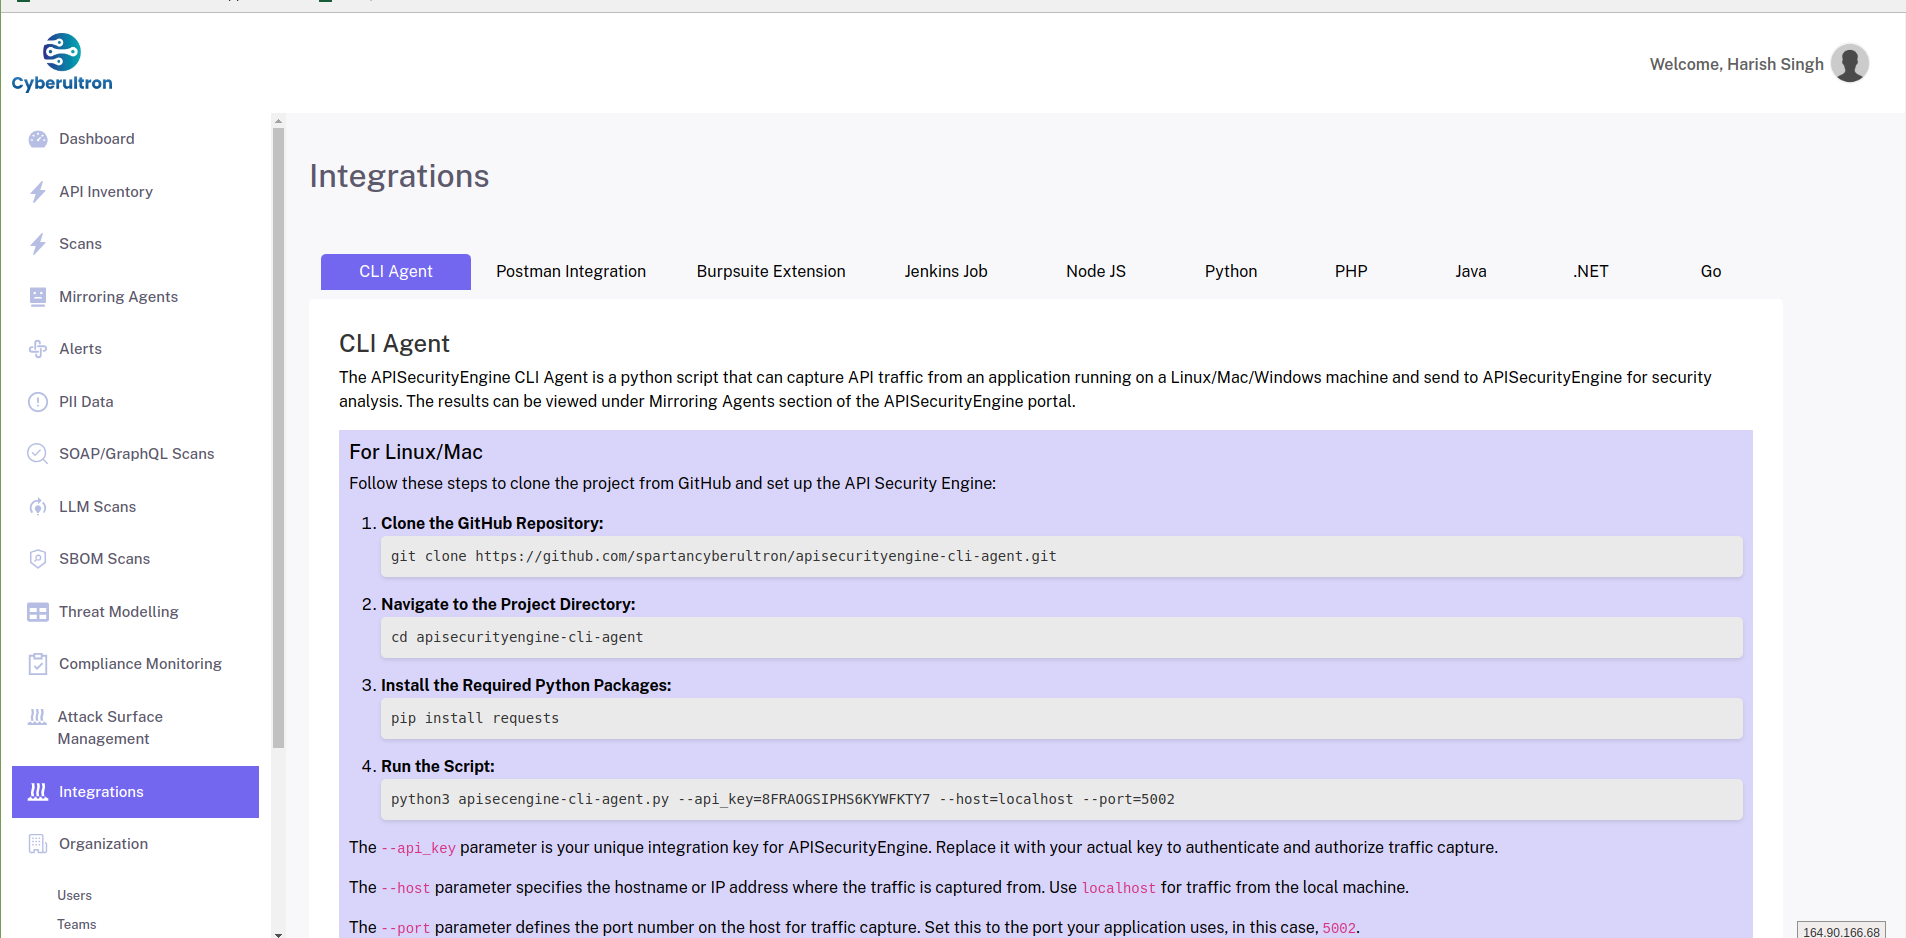 Cyberultron
Welcome, Harish Singh
Dashboard
API Inventory
Scans
Mirroring Agents
Alerts
PII Data
SOAP/GraphQL Scans
LLM Scans
SBOM Scans
Threat Modelling
Compliance Monitoring
Attack Surface
Management
Integrations
Organization
Users
Teams
Integrations
CLI Agent Postman Integration Burpsuite Extension Jenkins Job Node JS Python PHP Java .NET Go
CLI Agent
The APISecurityEngine CLI Agent is a python script that can capture API traffic from an application running on a Linux/Mac/Windows machine and send to APISecurityEngine for security
analysis. The results can be viewed under Mirroring Agents section of the APISecurityEngine portal.
For Linux/Mac
Follow these steps to clone the project from GitHub and set up the API Security Engine:
1. Clone the GitHub Repository:
git clone https://github.com/spartancyberultron/apisecurityengine-cli-agent.git
2. Navigate to the Project Directory:
cd apisecurityengine-cli-agent
3. Install the Required Python Packages:
pip install requests
4. Run the Script:
python3 apisecengine-cli-agent.py --api_key=8FRAOGSIPHS6KYWFKTY7 --host=localhost --port=5002
The --api_key parameter is your unique integration key for APISecurityEngine. Replace it with your actual key to authenticate and authorize traffic capture.
The --host parameter specifies the hostname or IP address where the traffic is captured from. Use localhost for traffic from the local machine.
The --port parameter defines the port number on the host for traffic capture. Set this to the port your application uses, in this case, 5002.
164.90.166.68